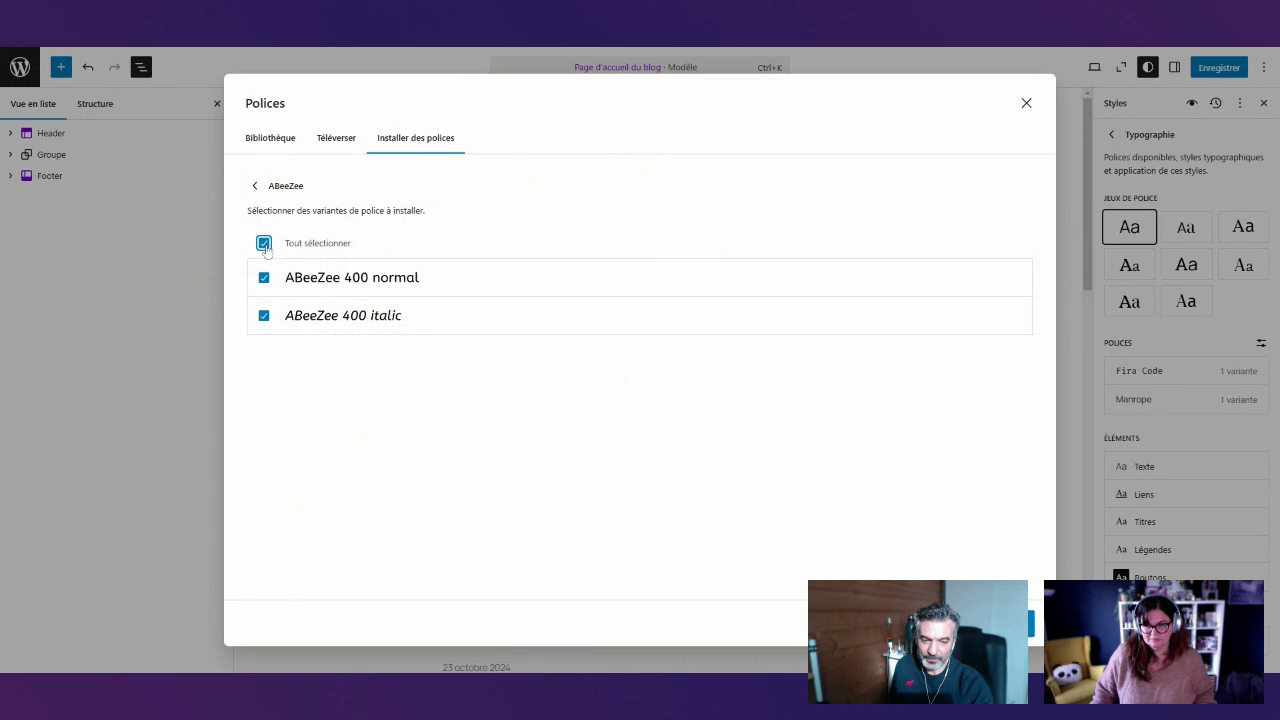 Page d'accueil du blog · Modèle
Ctrl+K
Enregistrer
Vue en liste
Structure
Header
Groupe
Footer
Polices
Bibliothèque
Téléverser
Installer des polices
ABeeZee
Sélectionner des variantes de police à installer.
Tout sélectionner
ABeeZee 400 normal
ABeeZee 400 italic
23 octobre 2024
Styles
Typographie
Polices disponibles, styles typographiques
et application de ces styles.
JEUX DE POLICE
Aa Aa Aa
Aa Aa Aa
Aa Aa
POLICES
Fira Code 1 variante
Manrope 1 variante
ÉLÉMENTS
Aa Texte
Aa Liens
Aa Titres
Aa Légendes
Aa Boutons